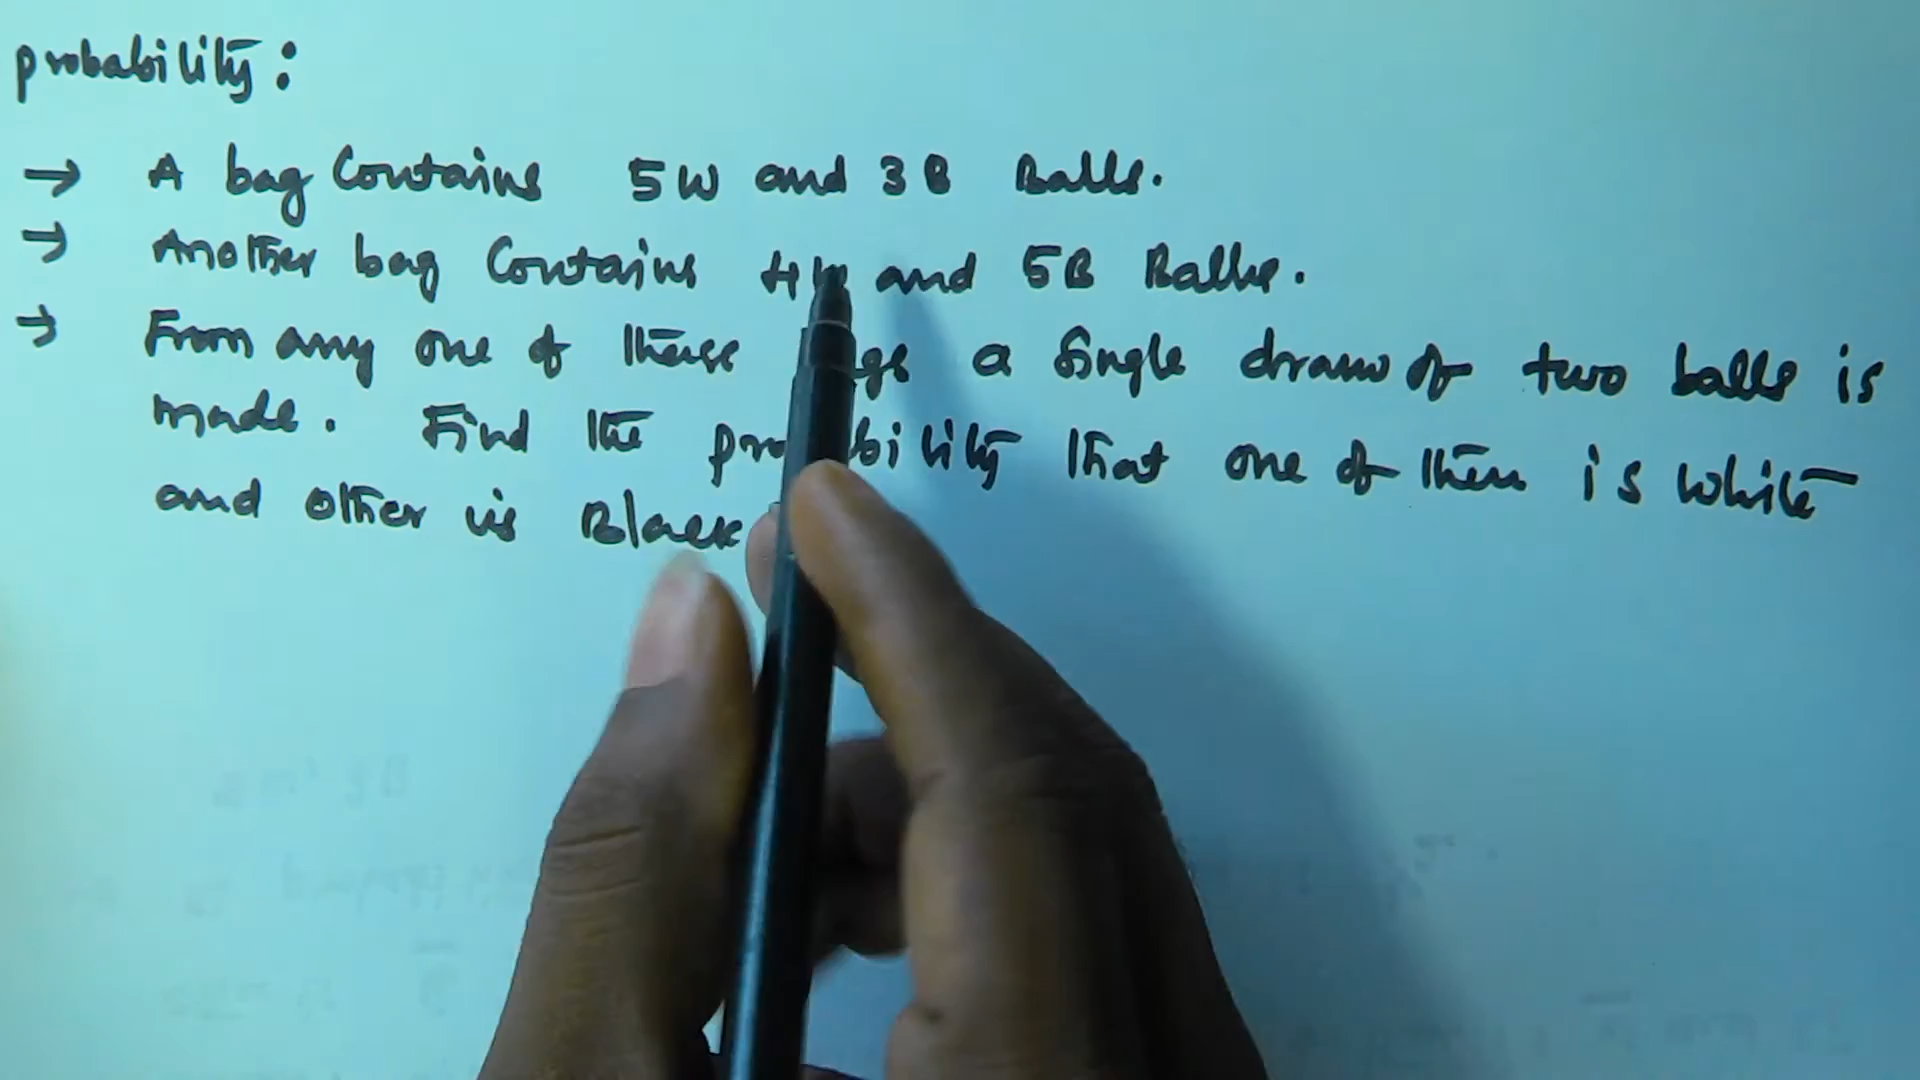 probability:
→ A bag Contains 5W and 3B Balls.
→ Another bag Contains 4W and 5B Balls.
→ From any one of these a Single draw of two balls is
made. Find the that one of them is white
and other is Black